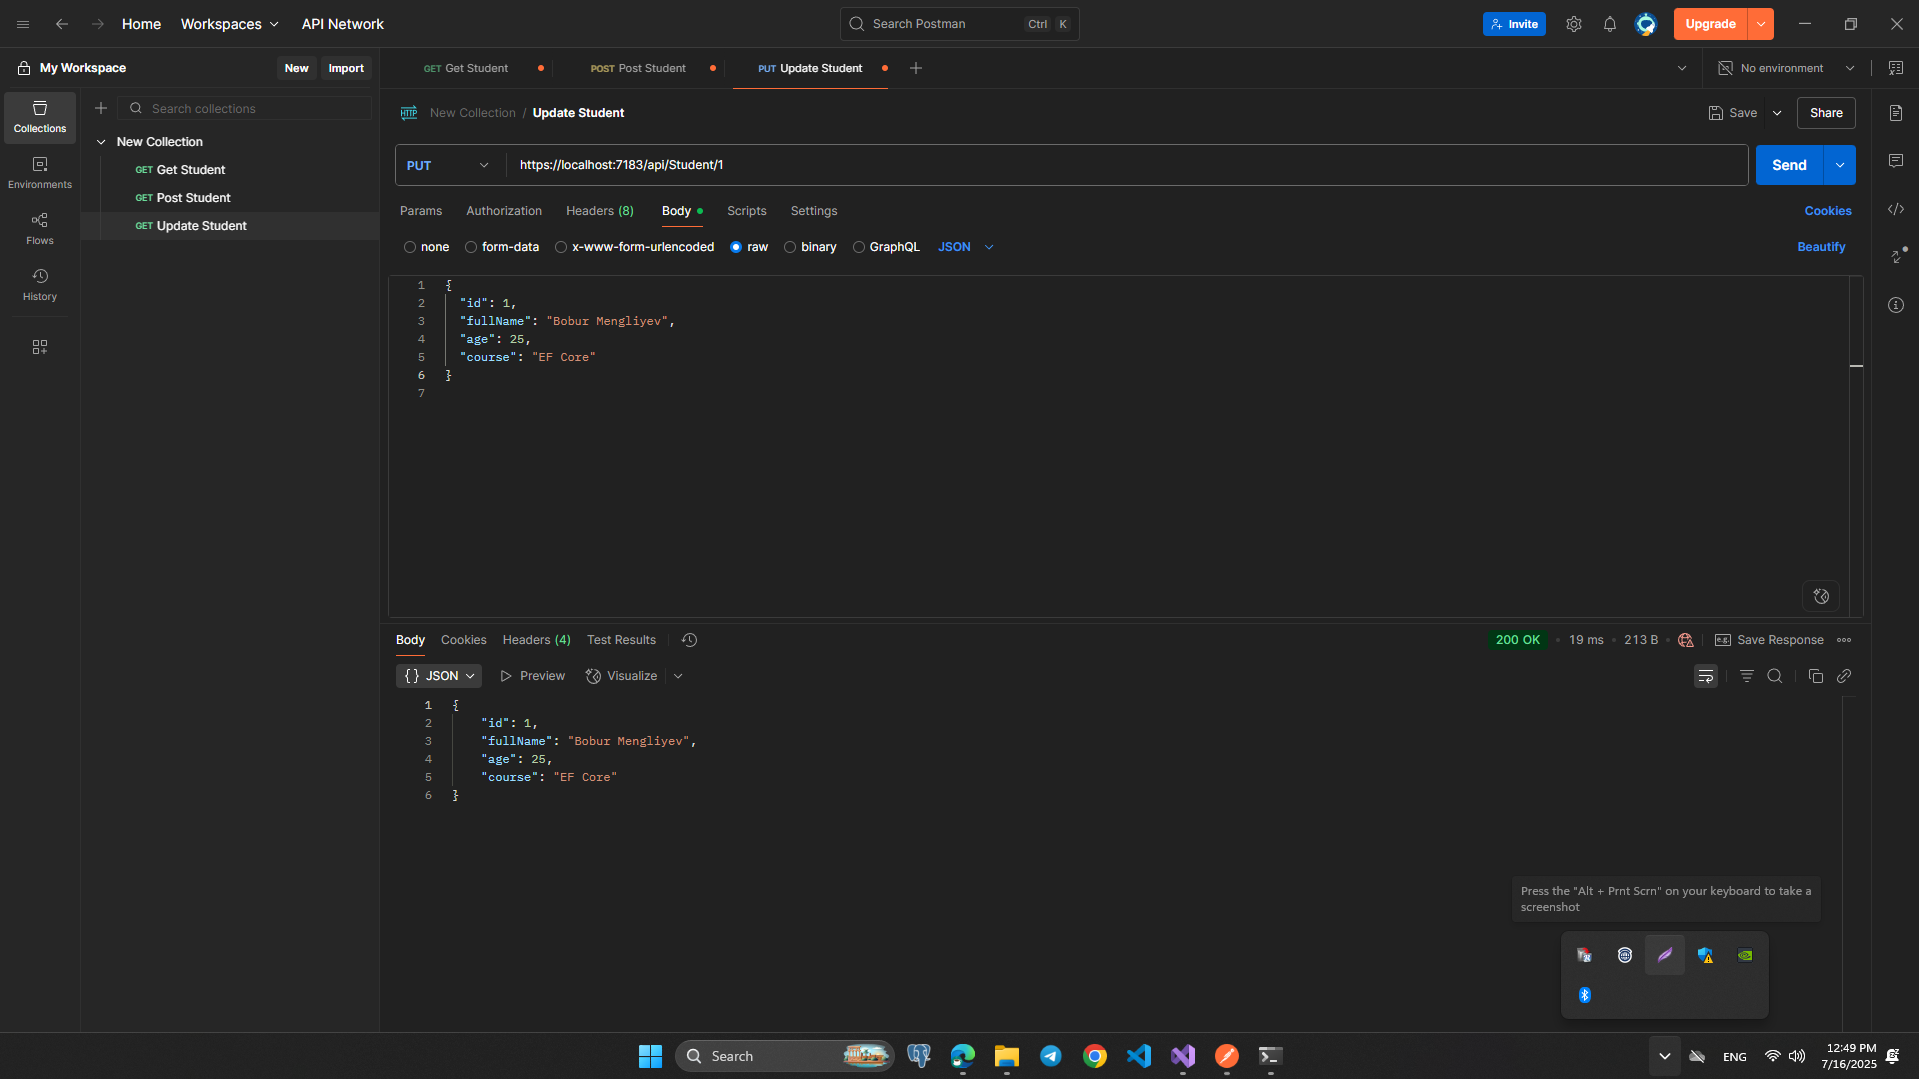 Home Workspaces API Network
Search Postman Ctrl K
Invite
Upgrade
My Workspace New Import
GET Get Student
POST Post Student
PUT Update Student
No environment
Collections
Environments
Flows
History
Search collections
New Collection
GET Get Student
GET Post Student
GET Update Student
HTTP New Collection / Update Student
Save Share
PUT https://localhost:7183/api/Student/1 Send
Params Authorization Headers (8) Body Scripts Settings Cookies
none form-data x-www-form-urlencoded raw binary GraphQL JSON Beautify
1 {
2 "id": 1,
3 "fullName": "Bobur Mengliyev",
4 "age": 25,
5 "course": "EF Core"
6 }
7
Body Cookies Headers (4) Test Results 200 OK • 19 ms • 213 B • e.g. Save Response
{} JSON Preview Visualize
1 {
2 "id": 1,
3 "fullName": "Bobur Mengliyev",
4 "age": 25,
5 "course": "EF Core"
6 }
Press the "Alt + Prnt Scrn" on your keyboard to take a
screenshot
Search
ENG
12:49 PM
7/16/2025